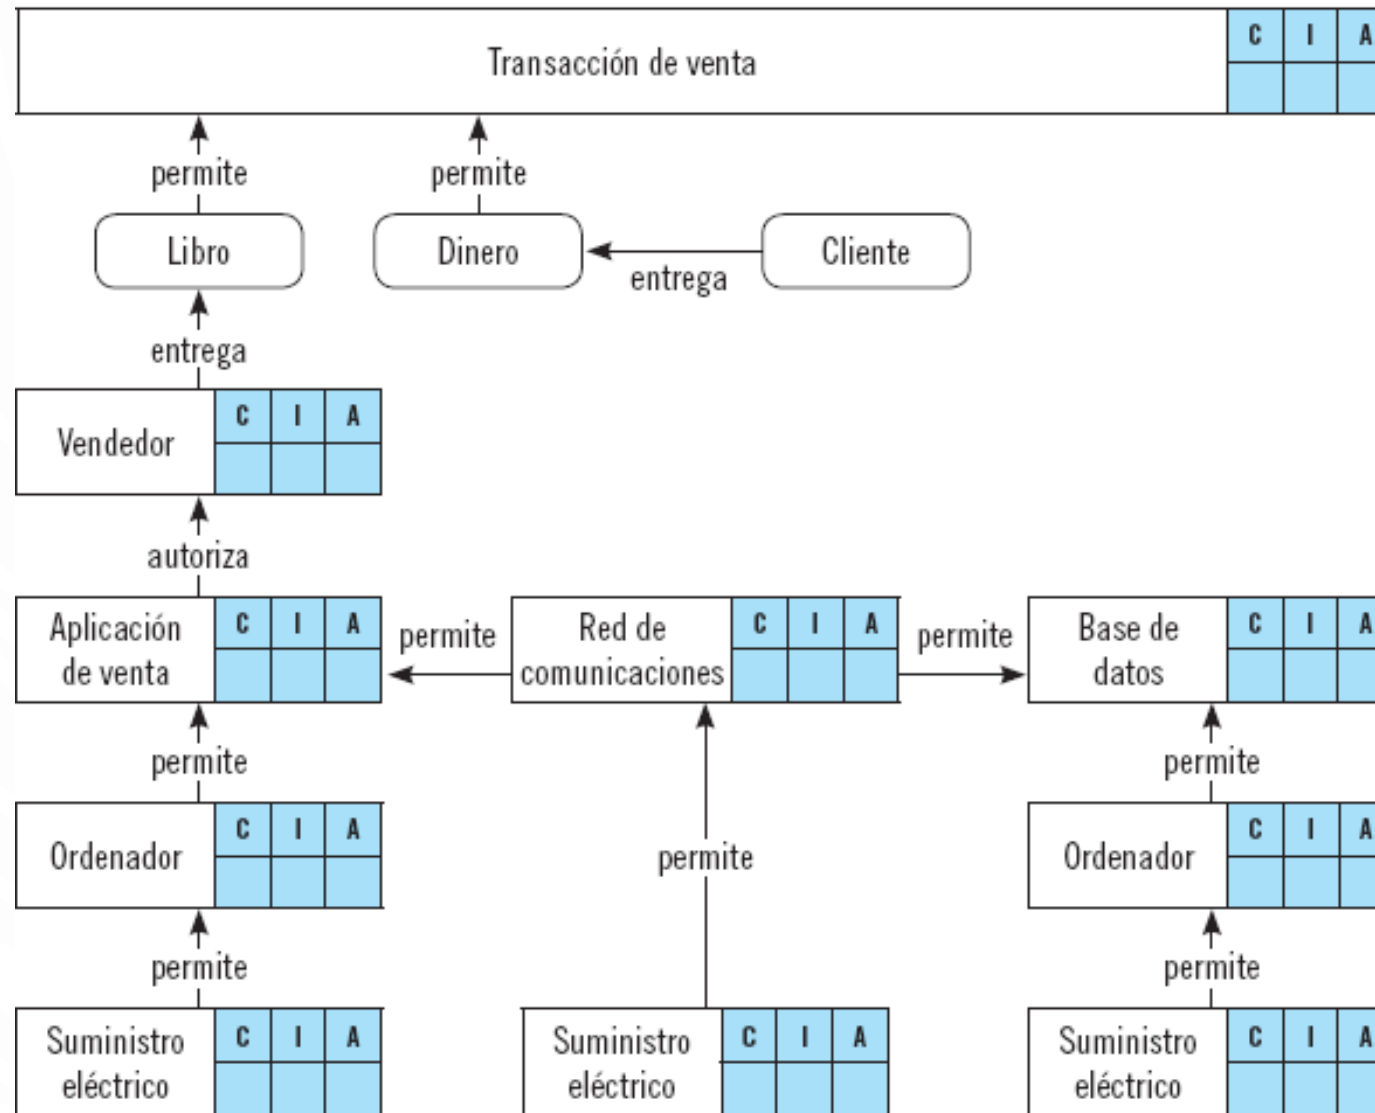 Transacción de venta
C I A
permite
permite
Libro
Dinero
Cliente
entrega
entrega
Vendedor
C I A
autoriza
Aplicación
de venta
C I A
permite
Red de
comunicaciones
C I A
permite
Base de
datos
C I A
permite
permite
Ordenador
C I A
permite
Ordenador
C I A
permite
permite
Suministro
eléctrico
C I A
Suministro
eléctrico
C I A
Suministro
eléctrico
C I A